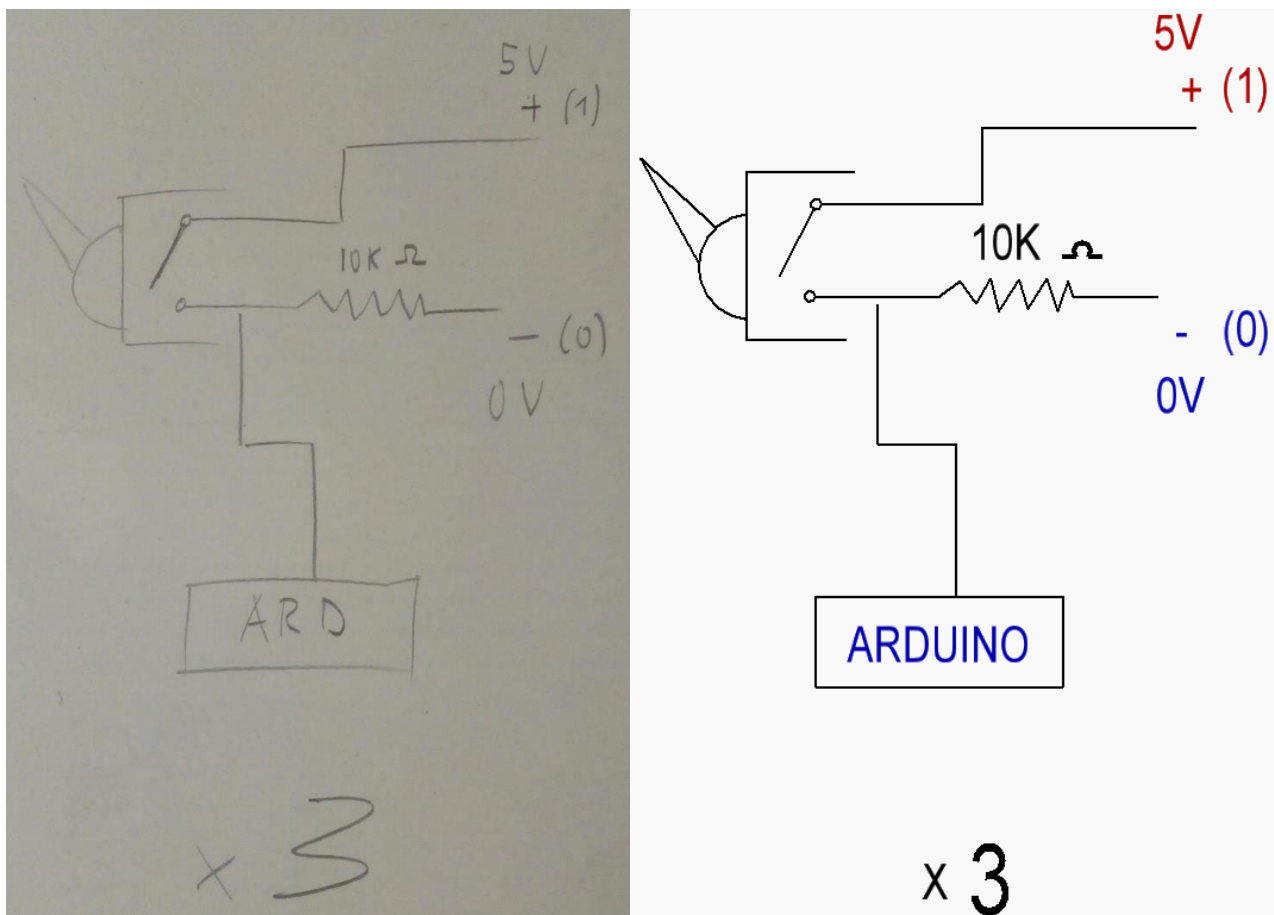 5V
+ (1)
10K Ω
- (0)
0V
ARD
x 3
5V
+ (1)
10K Ω
- (0)
0V
ARDUINO
x 3